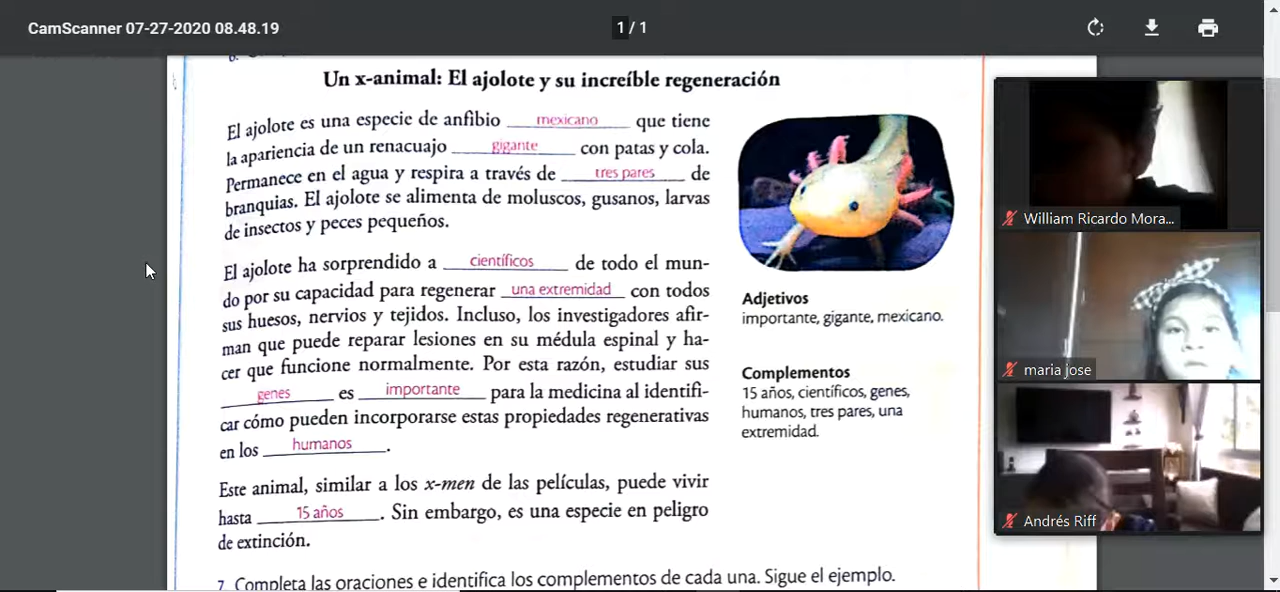 CamScanner 07-27-2020 08.48.19
1 / 1
6.
Un x-animal: El ajolote y su increíble regeneración
El ajolote es una especie de anfibio mexicano que tiene
la apariencia de un renacuajo gigante con patas y cola.
Permanece en el agua y respira a través de tres pares de
branquias. El ajolote se alimenta de moluscos, gusanos, larvas
de insectos y peces pequeños.
El ajolote ha sorprendido a científicos de todo el mun-
do por su capacidad para regenerar una extremidad con todos
sus huesos, nervios y tejidos. Incluso, los investigadores afir-
man que puede reparar lesiones en su médula espinal y ha-
cer que funcione normalmente. Por esta razón, estudiar sus
genes es importante para la medicina al identifi-
car cómo pueden incorporarse estas propiedades regenerativas
en los humanos.
Este animal, similar a los x-men de las películas, puede vivir
hasta 15 años. Sin embargo, es una especie en peligro
de extinción.
7 Completa las oraciones e identifica los complementos de cada una. Sigue el ejemplo.
Adjetivos
importante, gigante, mexicano.
Complementos
15 años, científicos, genes,
humanos, tres pares, una
extremidad.
William Ricardo Mora...
maria jose
Andrés Riff